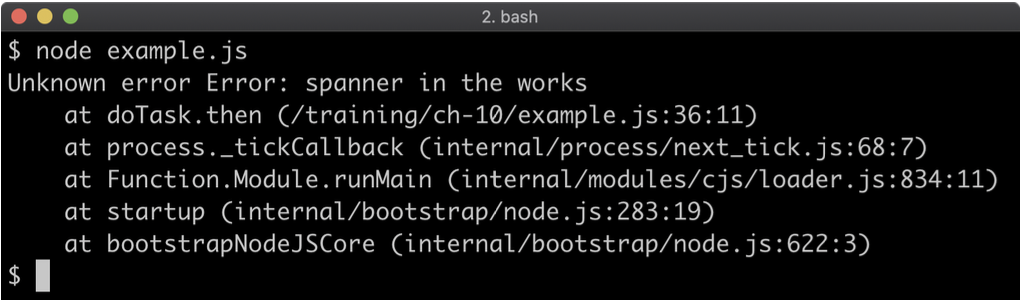 2. bash
$ node example.js
Unknown error Error: spanner in the works
    at doTask.then (/training/ch-10/example.js:36:11)
    at process._tickCallback (internal/process/next_tick.js:68:7)
    at Function.Module.runMain (internal/modules/cjs/loader.js:834:11)
    at startup (internal/bootstrap/node.js:283:19)
    at bootstrapNodeJSCore (internal/bootstrap/node.js:622:3)
$